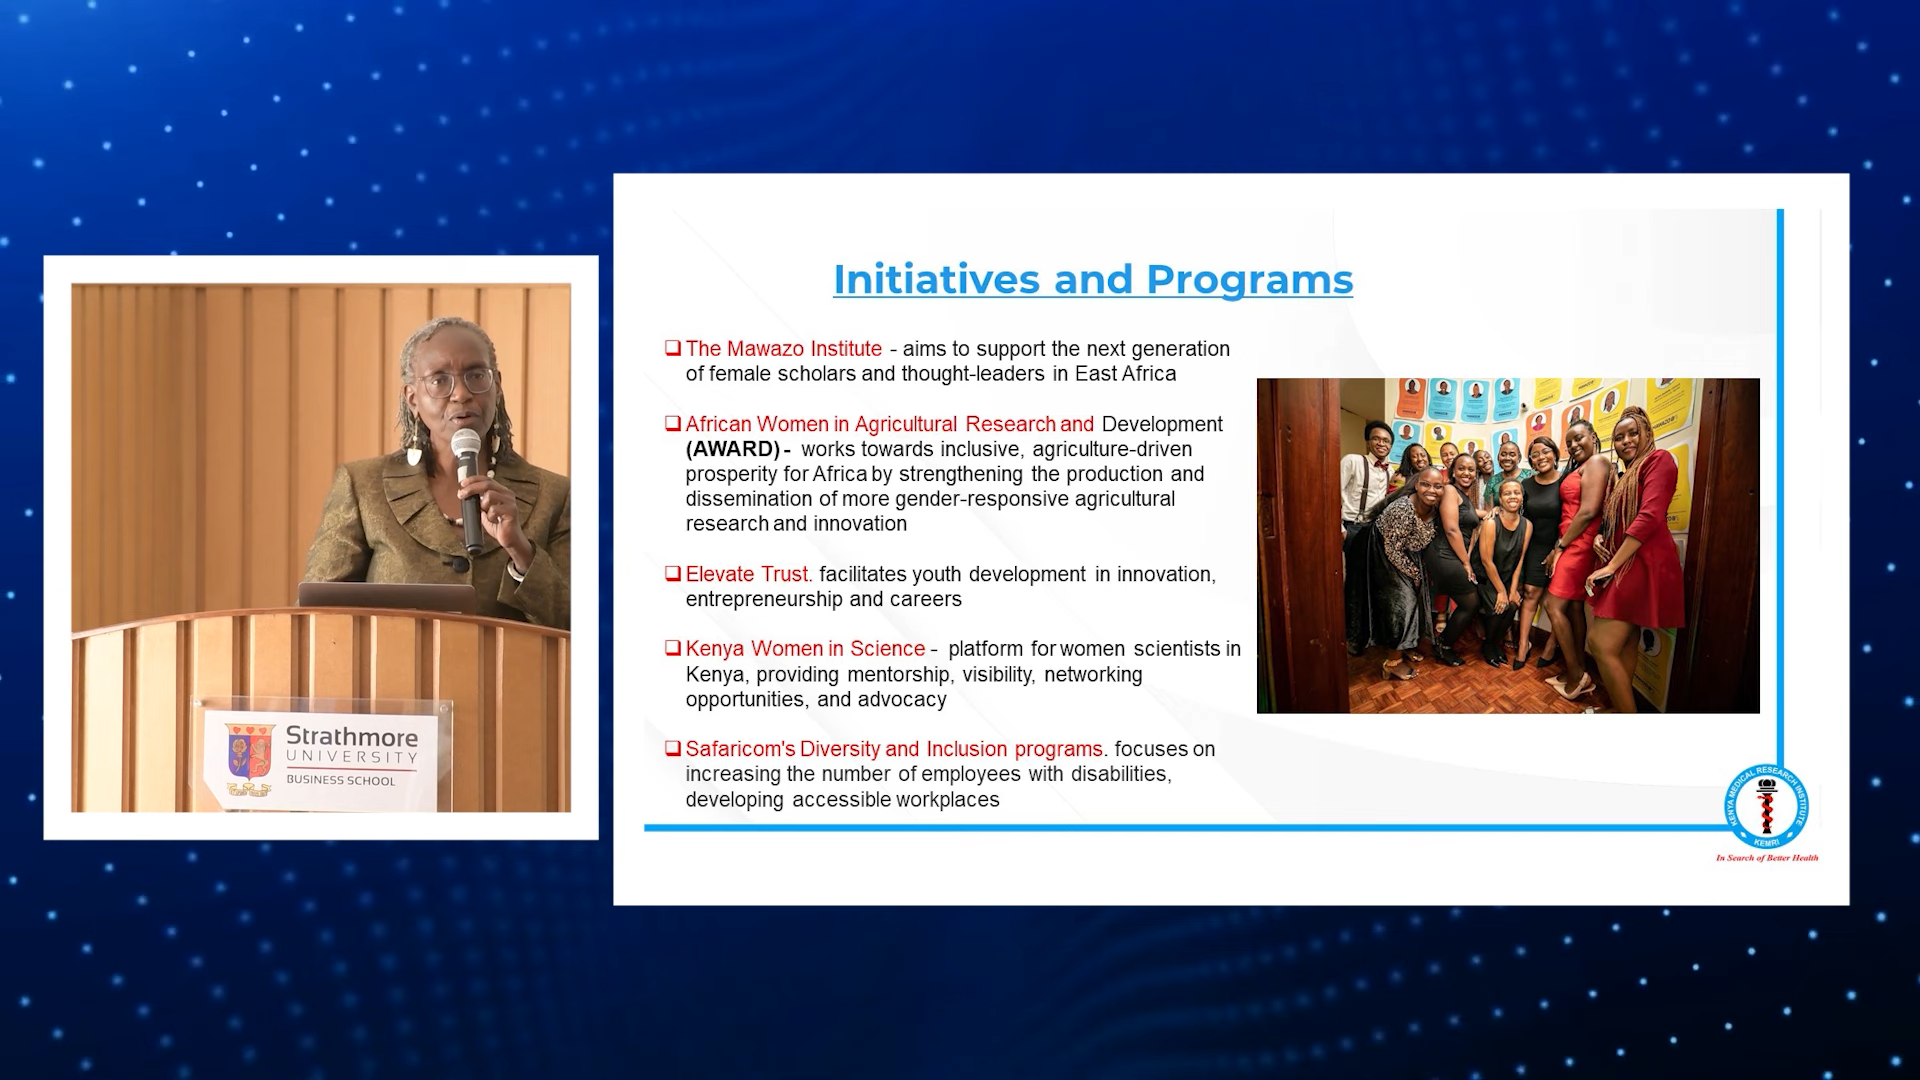 Strathmore
UNIVERSITY
BUSINESS SCHOOL
Initiatives and Programs
The Mawazo Institute - aims to support the next generation
of female scholars and thought-leaders in East Africa
African Women in Agricultural Research and Development
(AWARD) - works towards inclusive, agriculture-driven
prosperity for Africa by strengthening the production and
dissemination of more gender-responsive agricultural
research and innovation
Elevate Trust. facilitates youth development in innovation,
entrepreneurship and careers
Kenya Women in Science - platform for women scientists in
Kenya, providing mentorship, visibility, networking
opportunities, and advocacy
Safaricom's Diversity and Inclusion programs. focuses on
increasing the number of employees with disabilities,
developing accessible workplaces
KENYA MEDICAL RESEARCH INSTITUTE
KEMRI
In Search of Better Health